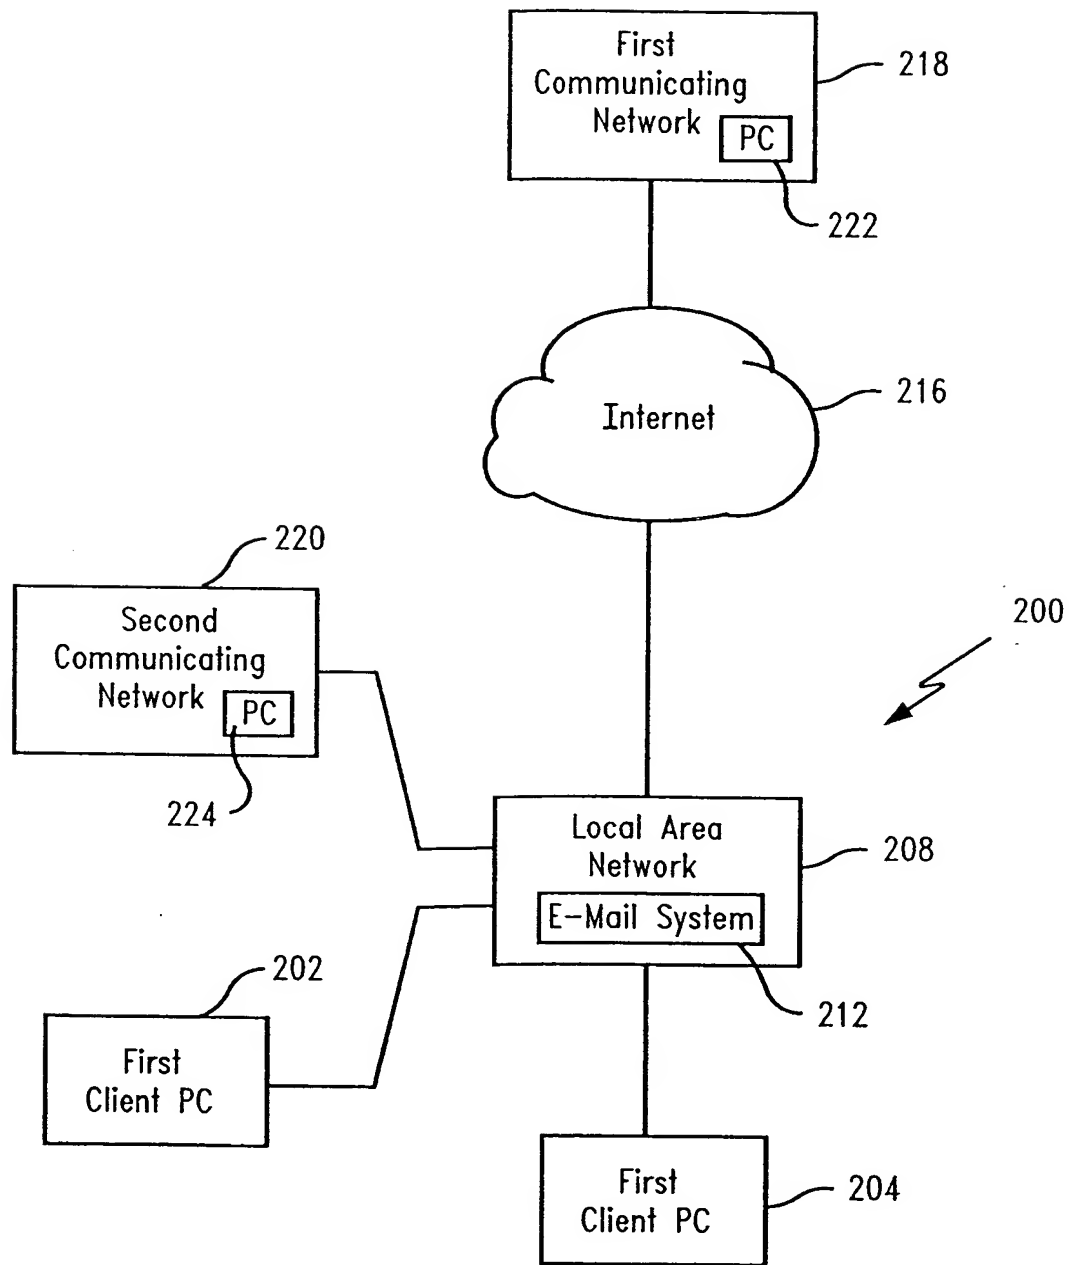 First
Communicating
Network
PC
218
222
Internet
216
220
Second
Communicating
Network
PC
224
200
Local Area
Network
E-Mail System
208
212
202
First
Client PC
First
Client PC
204